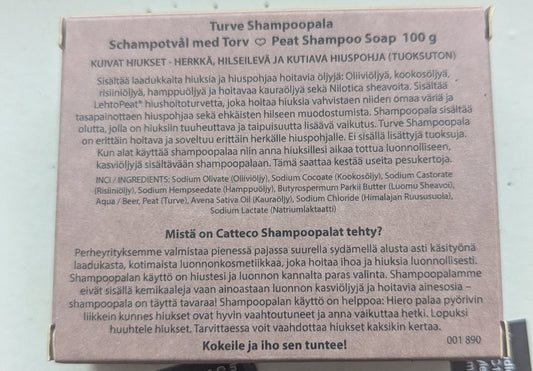 Turve Shampoopala
Schampotvål med Torv ♡ Peat Shampoo Soap 100 g
KUIVAT HIUKSET - HERKKÄ, HILSEILEVÄ JA KUTIAVA HIUSPOHJA (TUOKSUTON)
Sisältää laadukkaita hiuksia ja hiuspohjaa hoitavia öljyjä: Oliiviöljyä, kookosöljyä,
risiiniöljyä, hamppuöljyä ja hoitavaa kauraöljyä sekä Nilotica sheavoita. Sisältää
LehtoPeat® hiushoitoturvetta, joka hoitaa hiuksia vahvistaen niiden omaa väriä ja
tasapainottaen hiuspohjaa sekä ehkäisten hilseen muodostumista. Shampoopala sisältää
olutta, jolla on hiuksiin tuuheuttava ja taipuisuutta lisäävä vaikutus. Turve Shampoopala
on erittäin hoitava ja soveltuu erittäin herkälle hiuspohjalle. Ei sisällä lisättyjä tuoksuja.
Kun alat käyttää shampoopalaa niin anna hiuksillesi aikaa tottua luonnolliseen,
kasviöljyjä sisältävään shampoopalaan. Tämä saattaa kestää useita pesukertoja.
INCI / INGREDIENTS: Sodium Olivate (Oliiviöljy), Sodium Cocoate (Kookosöljy), Sodium Castorate
(Risiiniöljy), Sodium Hempseedate (Hamppuöljy), Butyrospermum Parkii Butter (Luomu Sheavoi),
Aqua / Beer, Peat (Turve), Avena Sativa Oil (Kauraöljy), Sodium Chloride (Himalajan Ruususuola),
Sodium Lactate (Natriumlaktaatti)
Mistä on Catteco Shampoopalat tehty?
Perheyrityksemme valmistaa pienessä pajassa suurella sydämellä alusta asti käsityönä
laadukasta, kotimaista luonnonkosmetiikkaa, joka hoitaa ihoa ja hiuksia luonnollisesti.
Shampoopalan käyttö on hiustesi ja luonnon kannalta paras valinta. Shampoopalamme
eivät sisällä kemikaaleja vaan ainoastaan luonnon kasviöljyjä ja hoitavia ainesosia –
shampoopala on täyttä tavaraa! Shampoopalan käyttö on helppoa: Hiero palaa pyörivin
liikkein kunnes hiukset ovat hyvin vaahtoutuneet ja anna vaikuttaa hetki. Lopuksi
huuhtele hiukset. Tarvittaessa voit vaahdottaa hiukset kaksikin kertaa.
Kokeile ja iho sen tuntee!
001 890